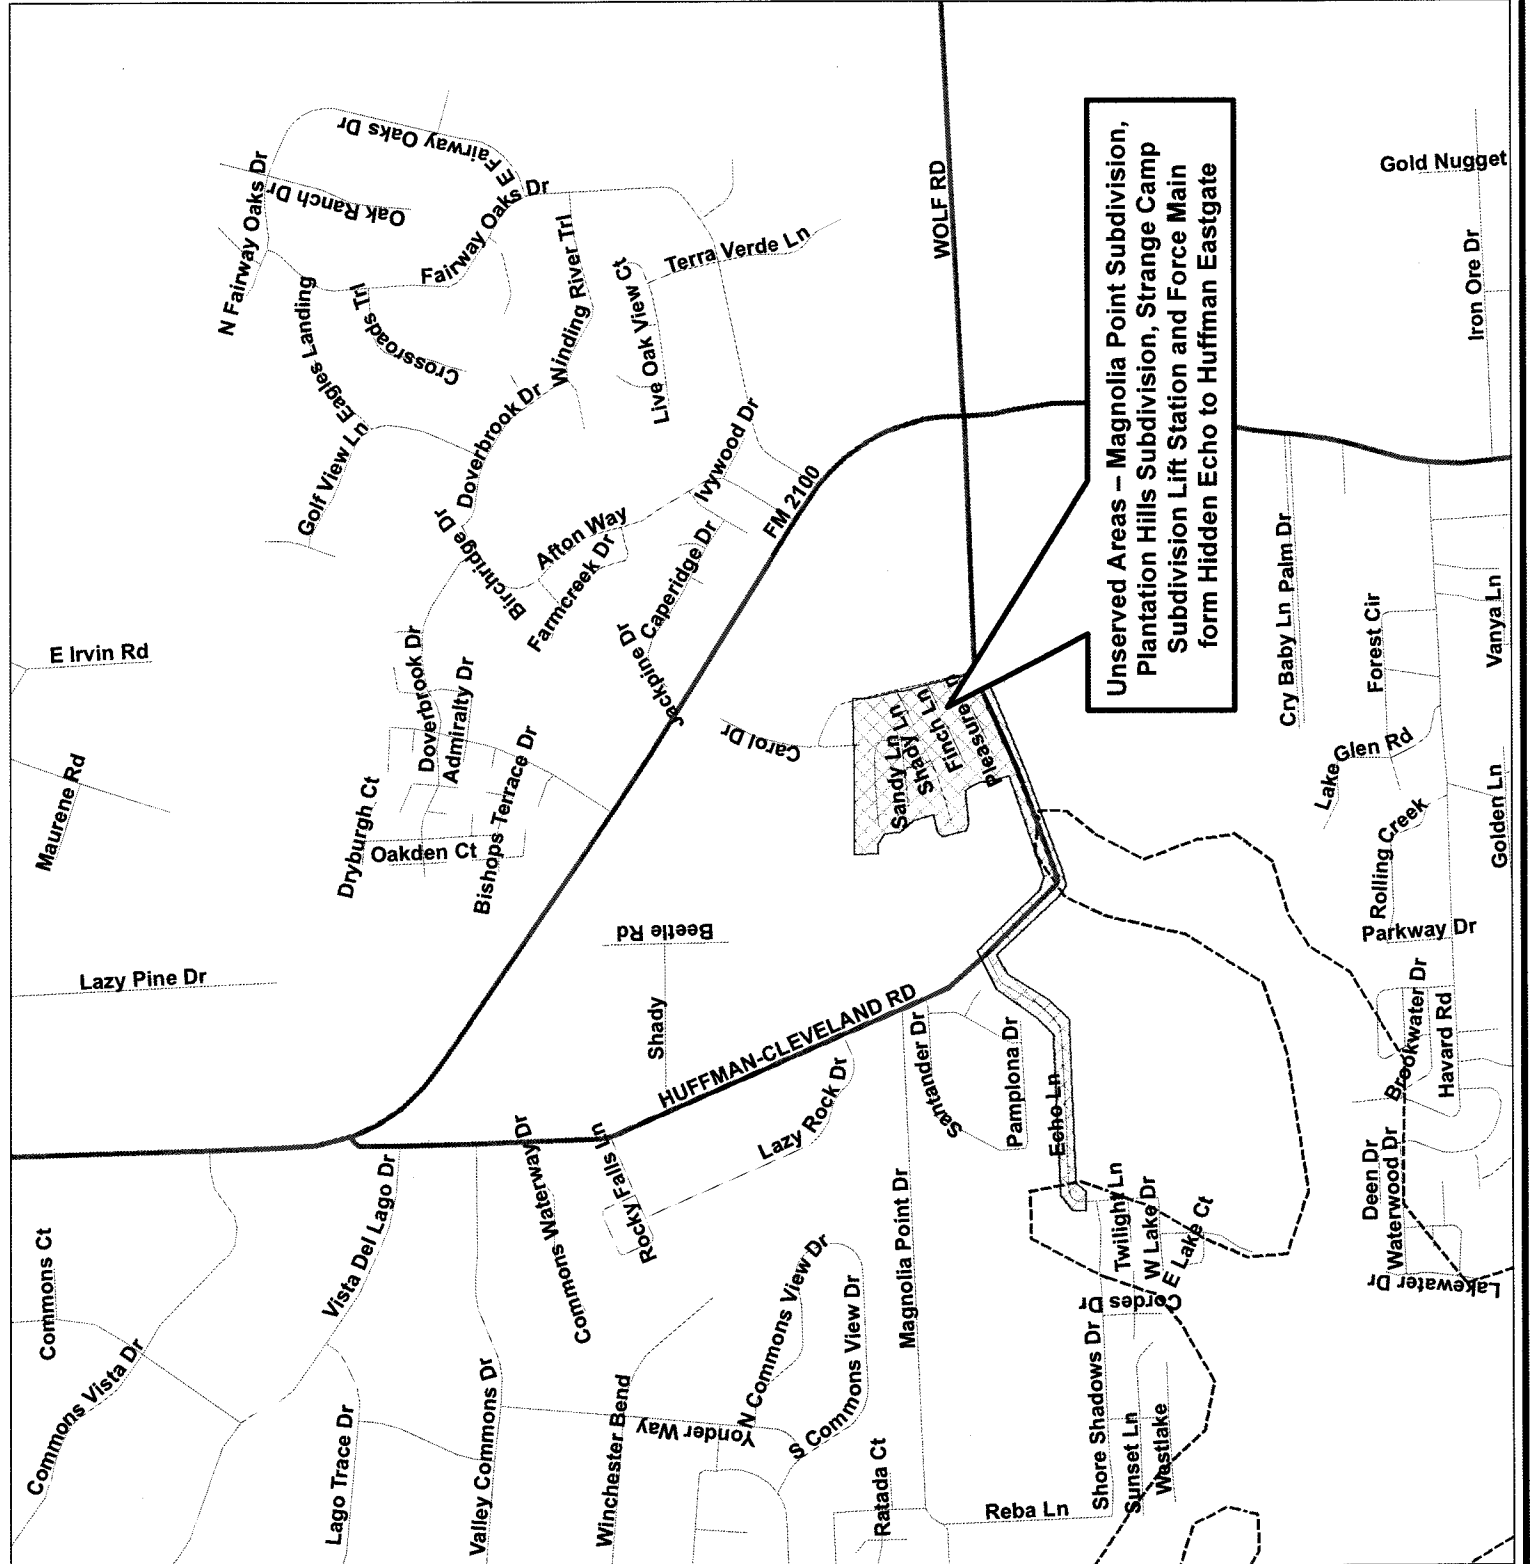 Unserved Areas – Magnolia Point Subdivision,
Plantation Hills Subdivision, Strange Camp
Subdivision Lift Station and Force Main
form Hidden Echo to Huffman Eastgate
WOLF RD
FM 2100
HUFFMAN-CLEVELAND RD
N Fairway Oaks Dr
Oak Ranch Dr
E Fairway Oaks Dr
Fairway Oaks Dr
Eagles Landing
Crossroads Trl
Golf View Ln
Winding River Trl
Live Oak View Ct
Terra Verde Ln
Doverbrook Dr
Birchridge Dr
Afton Way
Farmcreek Dr
Ivywood Dr
Caperidge Dr
Jackpine Dr
E Irvin Rd
Maurene Rd
Doverbrook Dr
Admiralty Dr
Dryburgh Ct
Oakden Ct
Bishops Terrace Dr
Lazy Pine Dr
Carol Dr
Sandy Ln
Shady Ln
Finch Ln
Pleasure Ln
Beetle Rd
Shady
Gold Nugget
Iron Ore Dr
Cry Baby Ln
Palm Dr
Forest Cir
Vanya Ln
Lake
Glen Rd
Rolling Creek
Golden Ln
Parkway Dr
Brookwater Dr
Havard Rd
Deen Dr
Waterwood Dr
Lakewater Dr
Santander Dr
Pamplona Dr
Echo Ln
Lazy Rock Dr
Rocky Falls Ln
Commons Waterway Dr
Vista Del Lago Dr
Commons Ct
Commons Vista Dr
Lago Trace Dr
Valley Commons Dr
Winchester Bend
Yonder Way
N Commons View Dr
S Commons View Dr
Magnolia Point Dr
Ratada Ct
Reba Ln
Twilight Ln
W Lake Dr
E Lake Ct
Cordes Dr
Shore Shadows Dr
Sunset Ln
Westlake